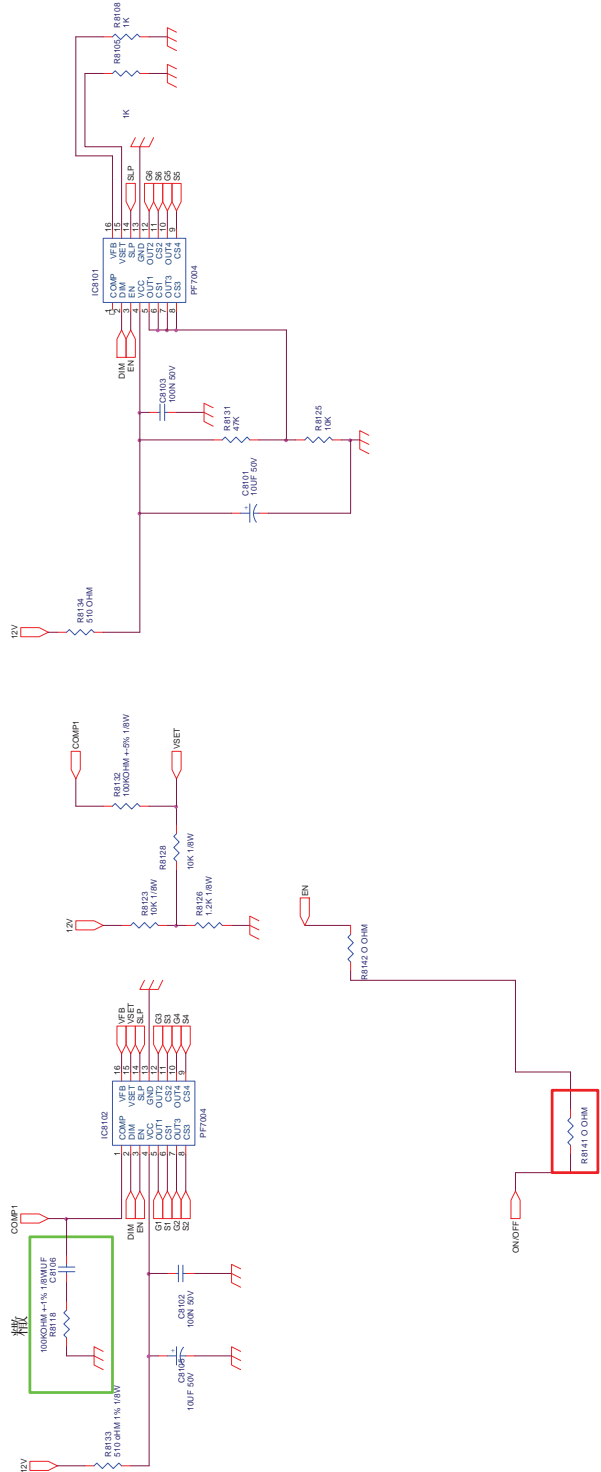 12V
R8133
510 oHM 1% 1/8W
100KOHM +-1% 1/8W
R8118
1UF
C8106
COMP1
10UF 50V
C8102
100N 50V
IC8102
PF7004
1 COMP
2 DIM
3 EN
4 VCC
5 OUT1
6 CS1
7 OUT3
8 CS3
16 VFB
15 VSET
14 SLP
13 GND
12 OUT2
11 CS2
10 OUT4
9 CS4
DIM
EN
G1
S1
G2
S2
VFB
VSET
SLP
G3
S3
G4
S4
12V
R8123
10K 1/8W
R8126
1.2K 1/8W
R8128
10K 1/8W
COMP1
R8132
100KOHM +-5% 1/8W
VSET
ON/OFF
R8141 O OHM
R8142 O OHM
EN
12V
R8134
510 OHM
C8101
10UF 50V
R8131
47K
R8125
10K
C8103
100N 50V
IC8101
PF7004
1 COMP
2 DIM
3 EN
4 VCC
5 OUT1
6 CS1
7 OUT3
8 CS3
16 VFB
15 VSET
14 SLP
13 GND
12 OUT2
11 CS2
10 OUT4
9 CS4
DIM
EN
SLP
G6
S6
G5
S5
1K
R8105
R8108
1K